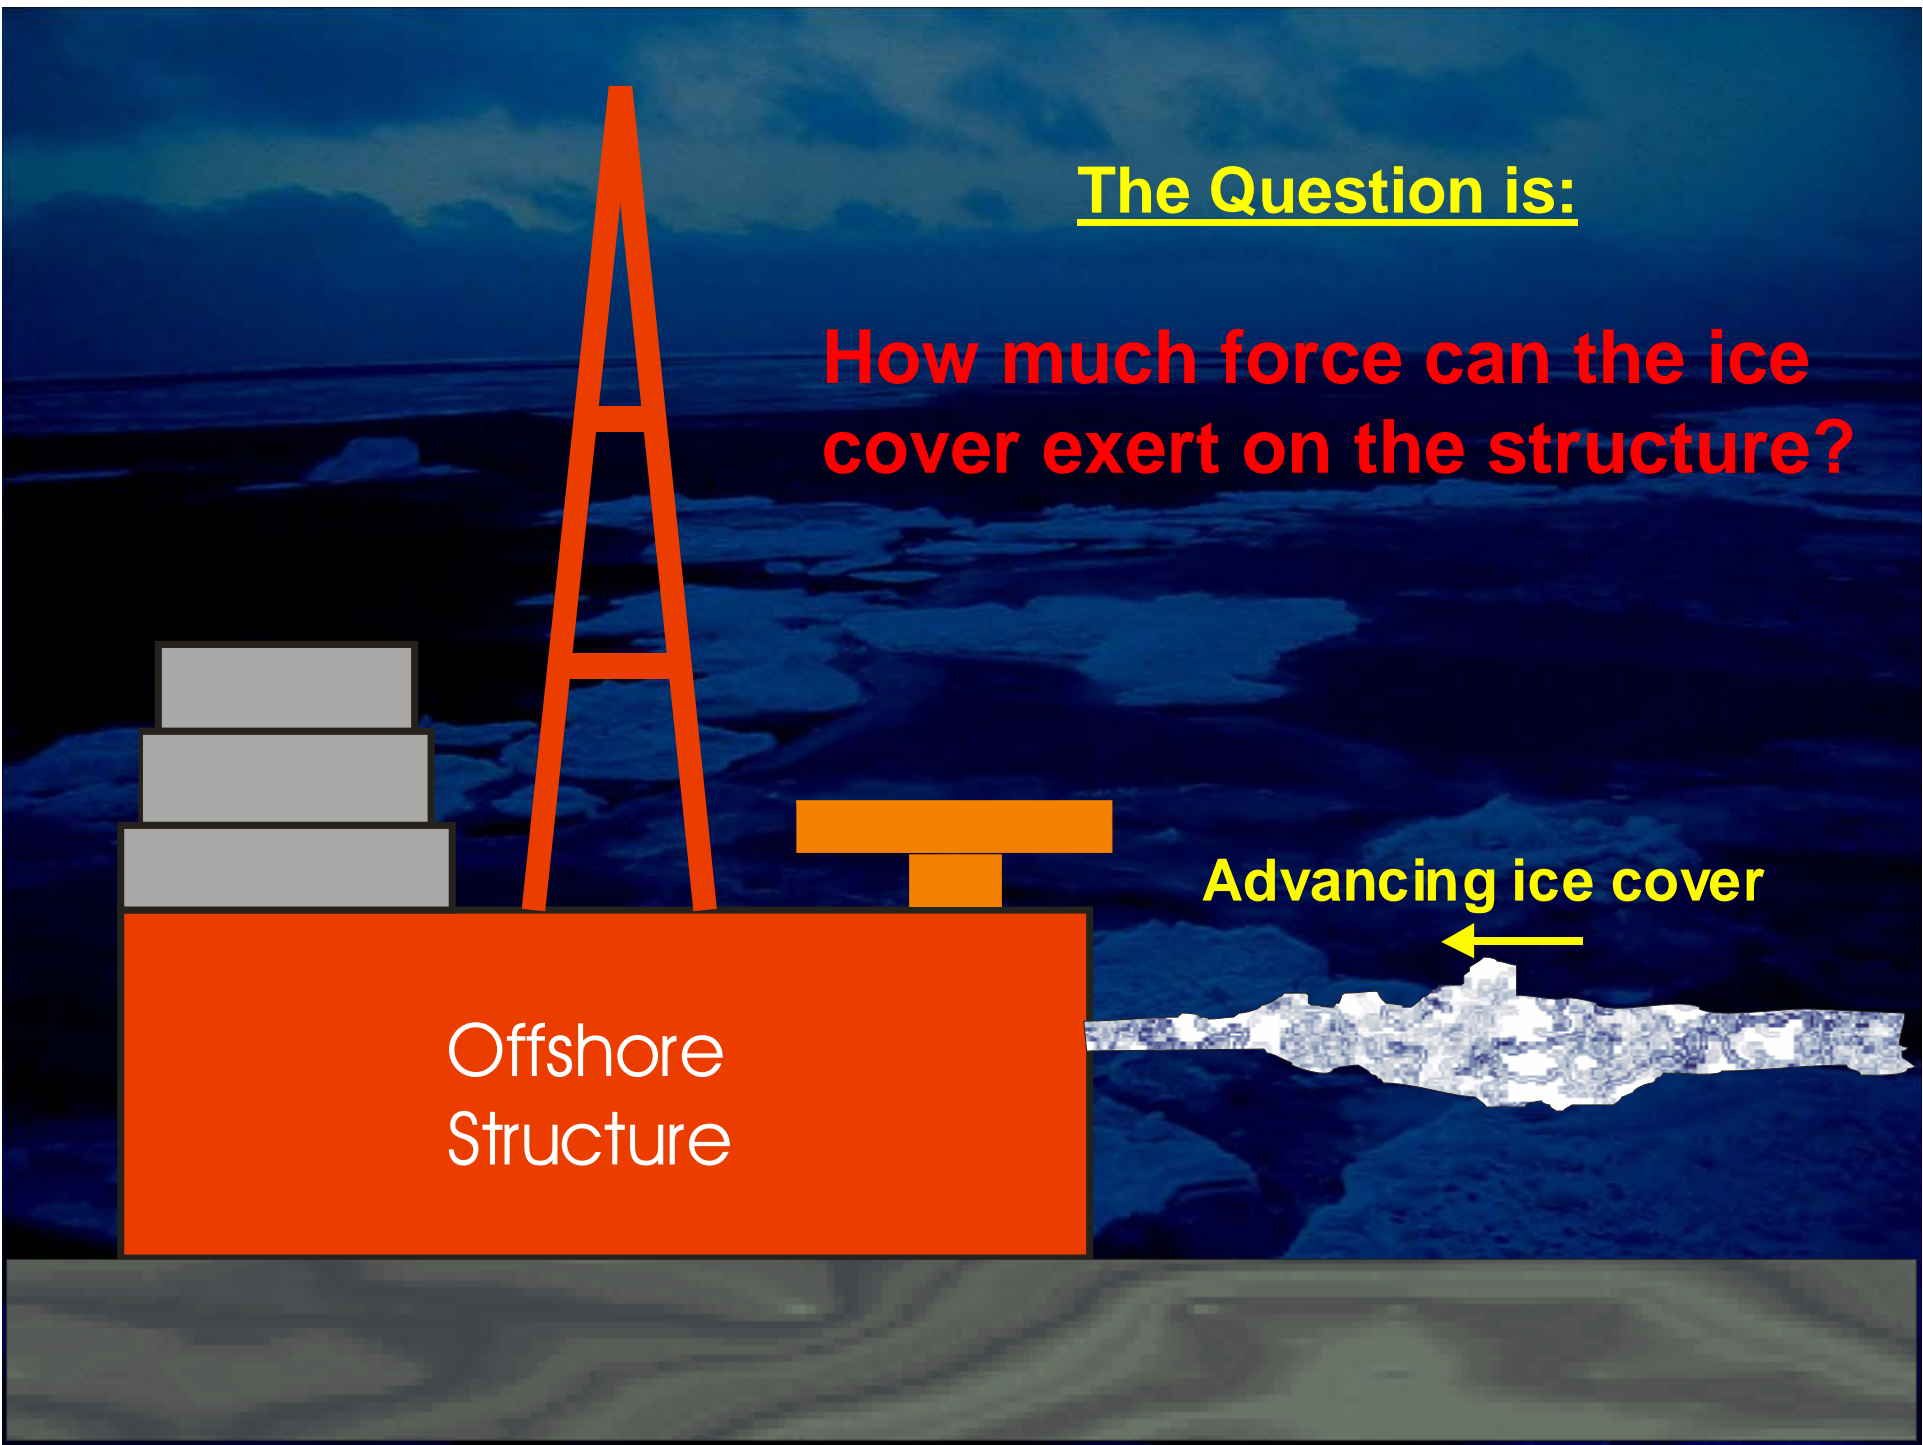 The Question is:
How much force can the ice
cover exert on the structure?
Advancing ice cover
Offshore
Structure